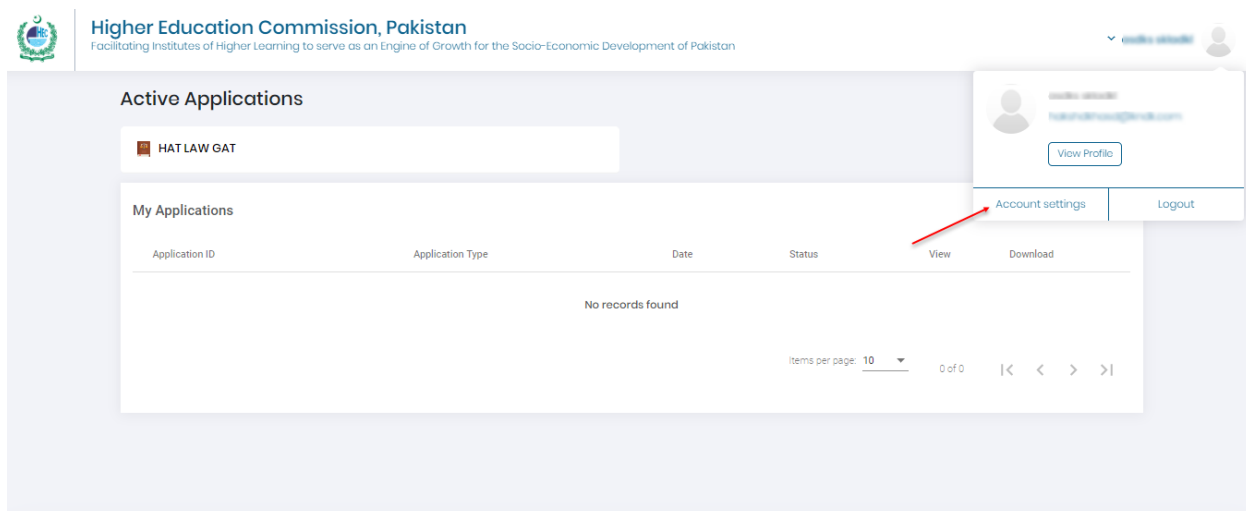 HEC
Higher Education Commission, Pakistan
Facilitating Institutes of Higher Learning to serve as an Engine of Growth for the Socio-Economic Development of Pakistan
Active Applications
HAT LAW GAT
View Profile
Account settings
Logout
My Applications
Application ID
Application Type
Date
Status
View
Download
No records found
Items per page: 10
0 of 0